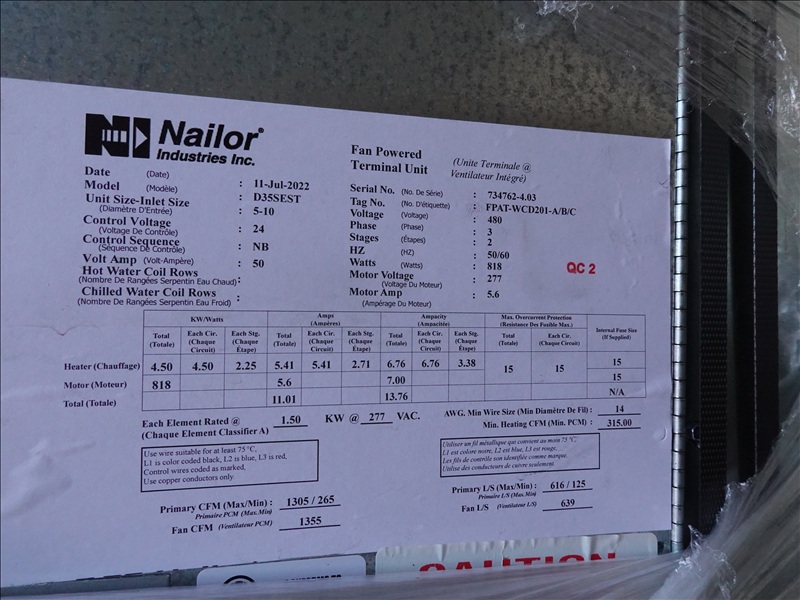 Nailor®
Industries Inc.
Fan Powered
Terminal Unit
(Unite Terminale @
Ventilateur Intégré)
Date (Date) : 11-Jul-2022
Model (Modèle) : D35SEST
Unit Size-Inlet Size : 5-10
(Diamètre D'Entrée)
Control Voltage : 24
(Voltage De Contrôle)
Control Sequence : NB
(Séquence De Contrôle)
Volt Amp (Volt-Ampère) : 50
Hot Water Coil Rows
(Nombre De Rangées Serpentin Eau Chaud) :
Chilled Water Coil Rows
(Nombre De Rangées Serpentin Eau Froid) :
Serial No. (No. De Série) : 734762-4.03
Tag No. (No. D'Étiquette) : FPAT-WCD201-A/B/C
Voltage (Voltage) : 480
Phase (Phase) : 3
Stages (Étapes) : 2
HZ (HZ) : 50/60
Watts (Watts) : 818
Motor Voltage : 277
(Voltage Du Moteur)
Motor Amp : 5.6
(Ampérage Du Moteur)
QC 2
KW/Watts
Amps
(Ampères)
Ampacity
(Ampacitée)
Max. Overcurrent Protection
(Resistance Des Fusible Max.)
Internal Fuse Size
(If Supplied)
Total (Totale) Each Cir. (Chaque Circuit) Each Stg. (Chaque Étape) Total (Totale) Each Cir. (Chaque Circuit) Each Stg. (Chaque Étape) Total (Totale) Each Cir. (Chaque Circuit) Each Stg. (Chaque Étape) Total (Totale) Each Cir. (Chaque Circuit)
Heater (Chauffage) 4.50 4.50 2.25 5.41 5.41 2.71 6.76 6.76 3.38 15 15 15
Motor (Moteur) 818 5.6 7.00 15
Total (Totale) 11.01 13.76 N/A
Each Element Rated @ 1.50 KW @ 277 VAC.
(Chaque Element Classifier A)
AWG. Min Wire Size (Min Diamètre De Fil) : 14
Min. Heating CFM (Min. PCM) : 315.00
Use wire suitable for at least 75 °C,
L1 is color coded black, L2 is blue, L3 is red,
Control wires coded as marked,
Use copper conductors only.
Utiliser un fil métallique qui convient au moin 75 °C,
L1 est colore noire, L2 est bleu, L3 est rouge,
Les fils de contrôle son identifiée comme marque,
Utilise des conducteurs de cuivre seulement.
Primary CFM (Max/Min) : 1305 / 265
Primaire PCM (Max.Min)
Fan CFM (Ventilateur PCM) 1355
Primary L/S (Max/Min) : 616 / 125
Primaire L/S (Max.Min)
Fan L/S (Ventilateur L/S) 639
CAUTION